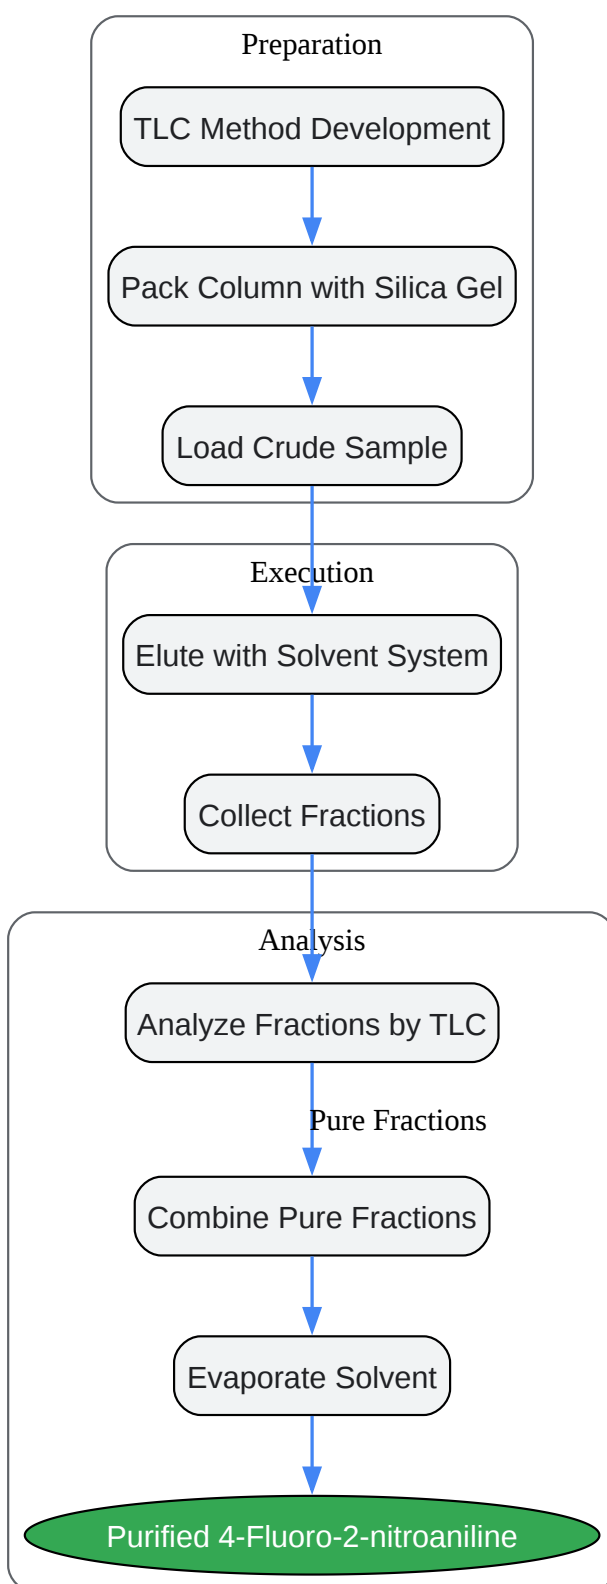 Preparation
TLC Method Development
Pack Column with Silica Gel
Load Crude Sample
Execution
Elute with Solvent System
Collect Fractions
Analysis
Analyze Fractions by TLC
Pure Fractions
Combine Pure Fractions
Evaporate Solvent
Purified 4-Fluoro-2-nitroaniline